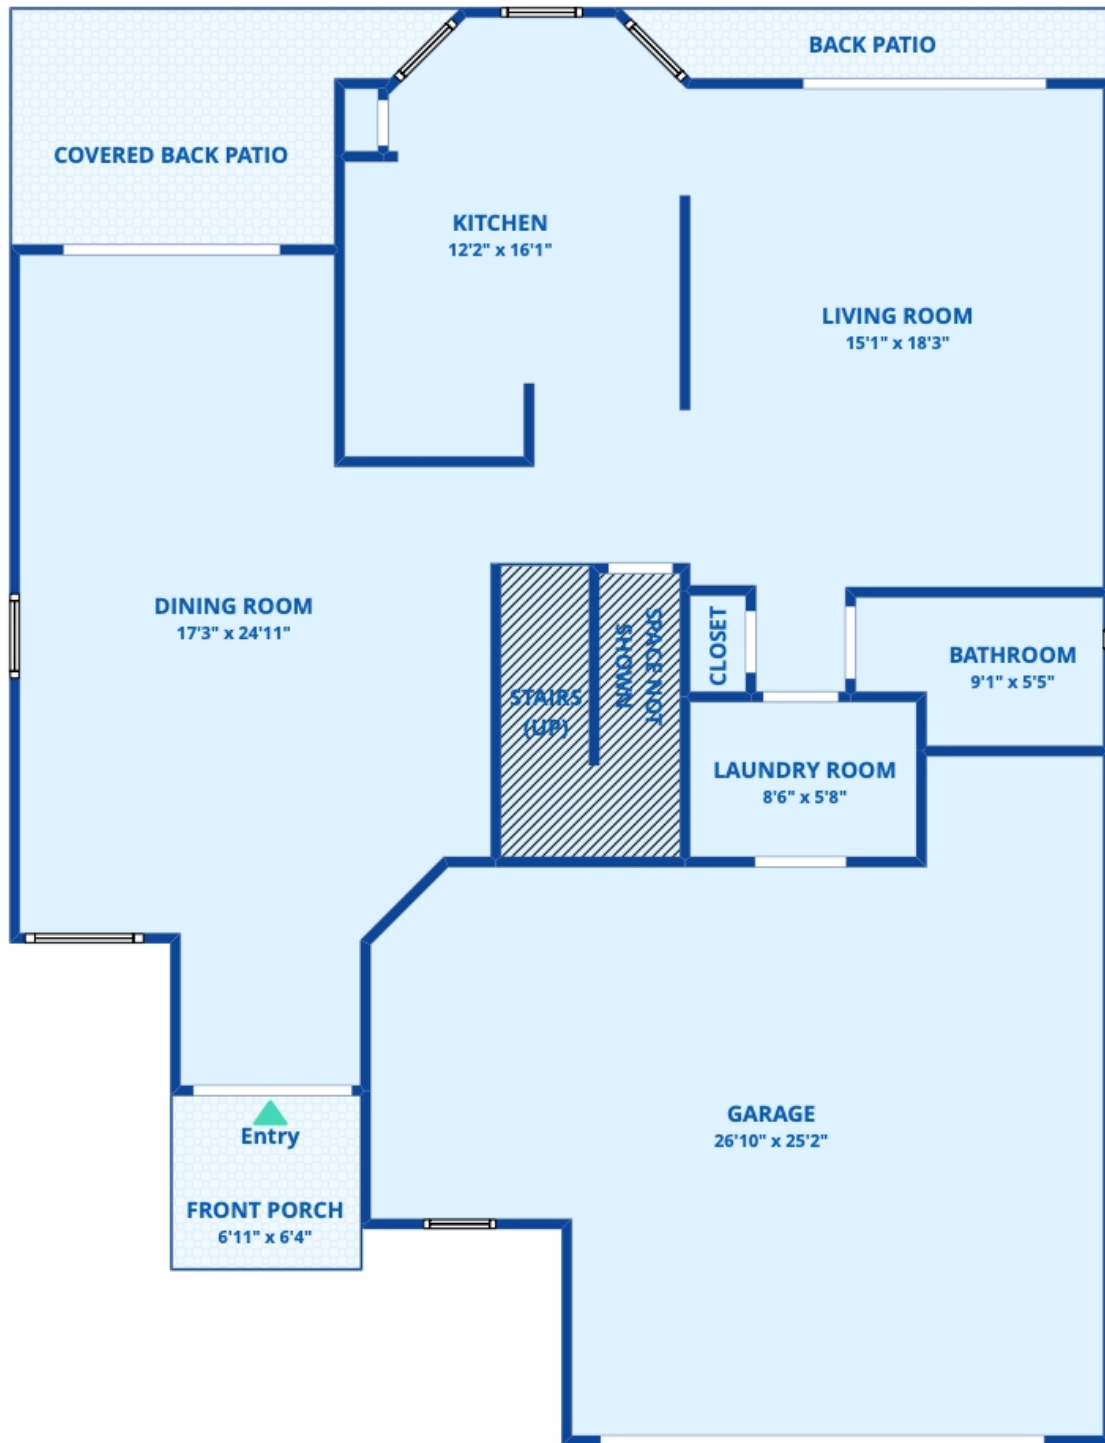 BACK PATIO
COVERED BACK PATIO
KITCHEN
12'2" x 16'1"
LIVING ROOM
15'1" x 18'3"
DINING ROOM
17'3" x 24'11"
STAIRS
(UP)
SPACE NOT
SHOWN
CLOSET
BATHROOM
9'1" x 5'5"
LAUNDRY ROOM
8'6" x 5'8"
GARAGE
26'10" x 25'2"
Entry
FRONT PORCH
6'11" x 6'4"